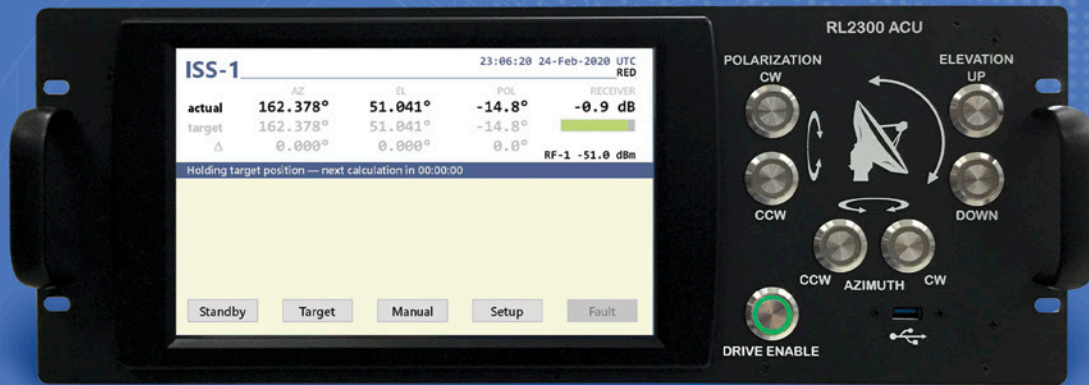 RL2300 ACU
ISS-1
23:06:20 24-Feb-2020 UTC
RED
AZ EL POL RECEIVER
actual 162.378° 51.041° -14.8° -0.9 dB
target 162.378° 51.041° -14.8°
Δ 0.000° 0.000° 0.0° RF-1 -51.0 dBm
Holding target position — next calculation in 00:00:00
Standby Target Manual Setup Fault
POLARIZATION
CW
CCW
ELEVATION
UP
DOWN
CCW AZIMUTH CW
DRIVE ENABLE